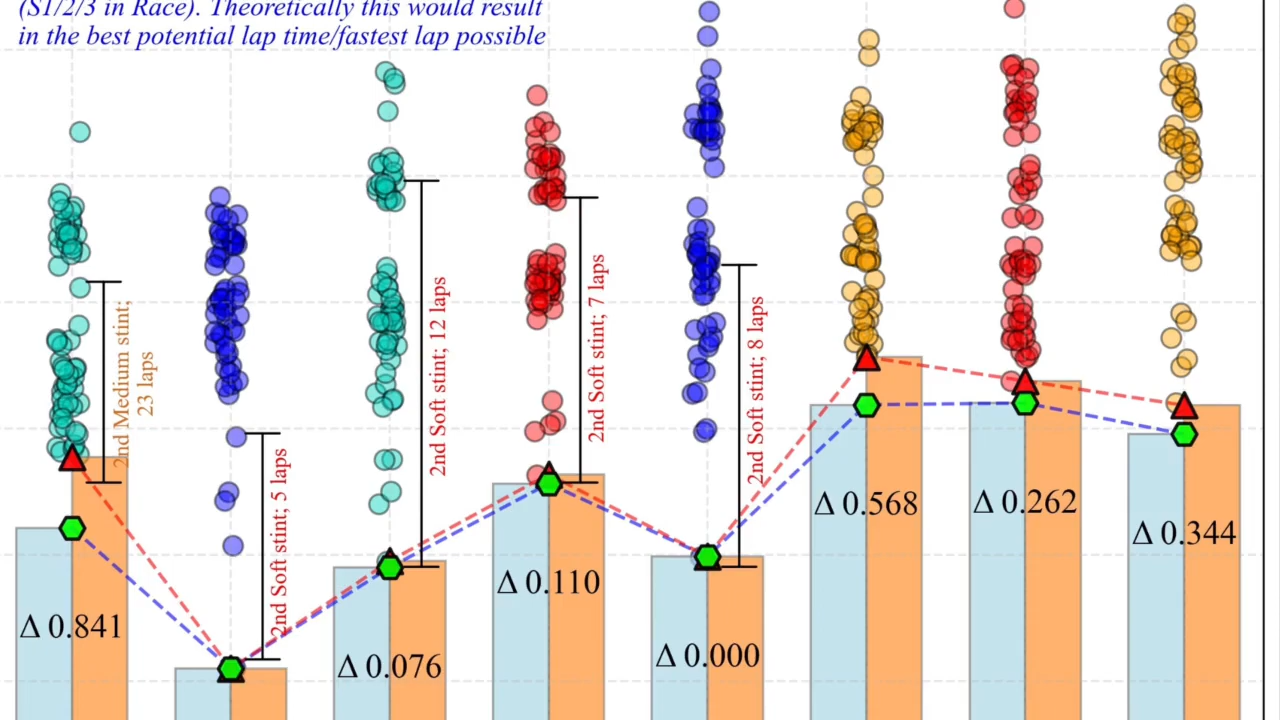 (S1/2/3 in Race). Theoretically this would result
in the best potential lap time/fastest lap possible
2nd Medium stint;
23 laps
2nd Soft stint; 5 laps
2nd Soft stint; 12 laps
2nd Soft stint; 7 laps
2nd Soft stint; 8 laps
Δ 0.841
Δ 0.076
Δ 0.110
Δ 0.000
Δ 0.568
Δ 0.262
Δ 0.344